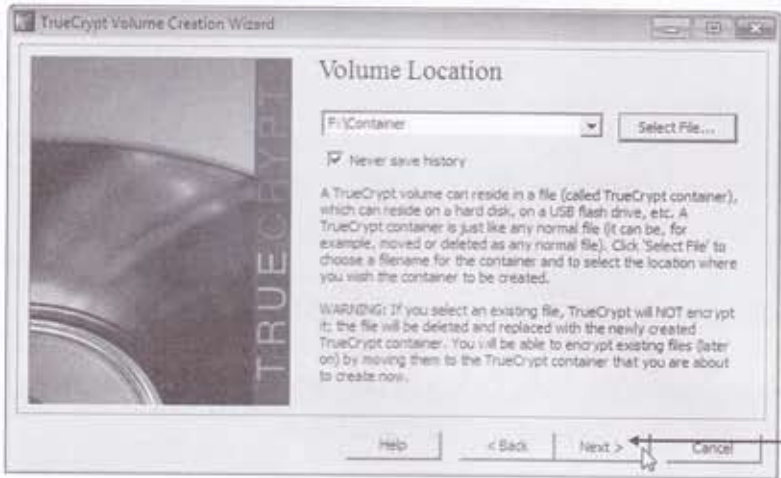 TrueCrypt Volume Creation Wizard
TRUECRYPT
Volume Location
F:\Container
Select File...
Never save history
A TrueCrypt volume can reside in a file (called TrueCrypt container),
which can reside on a hard disk, on a USB flash drive, etc. A
TrueCrypt container is just like any normal file (it can be, for
example, moved or deleted as any normal file). Click 'Select File' to
choose a filename for the container and to select the location where
you wish the container to be created.
WARNING: If you select an existing file, TrueCrypt will NOT encrypt
it; the file will be deleted and replaced with the newly created
TrueCrypt container. You will be able to encrypt existing files (later
on) by moving them to the TrueCrypt container that you are about
to create now.
Help
< Back
Next >
Cancel